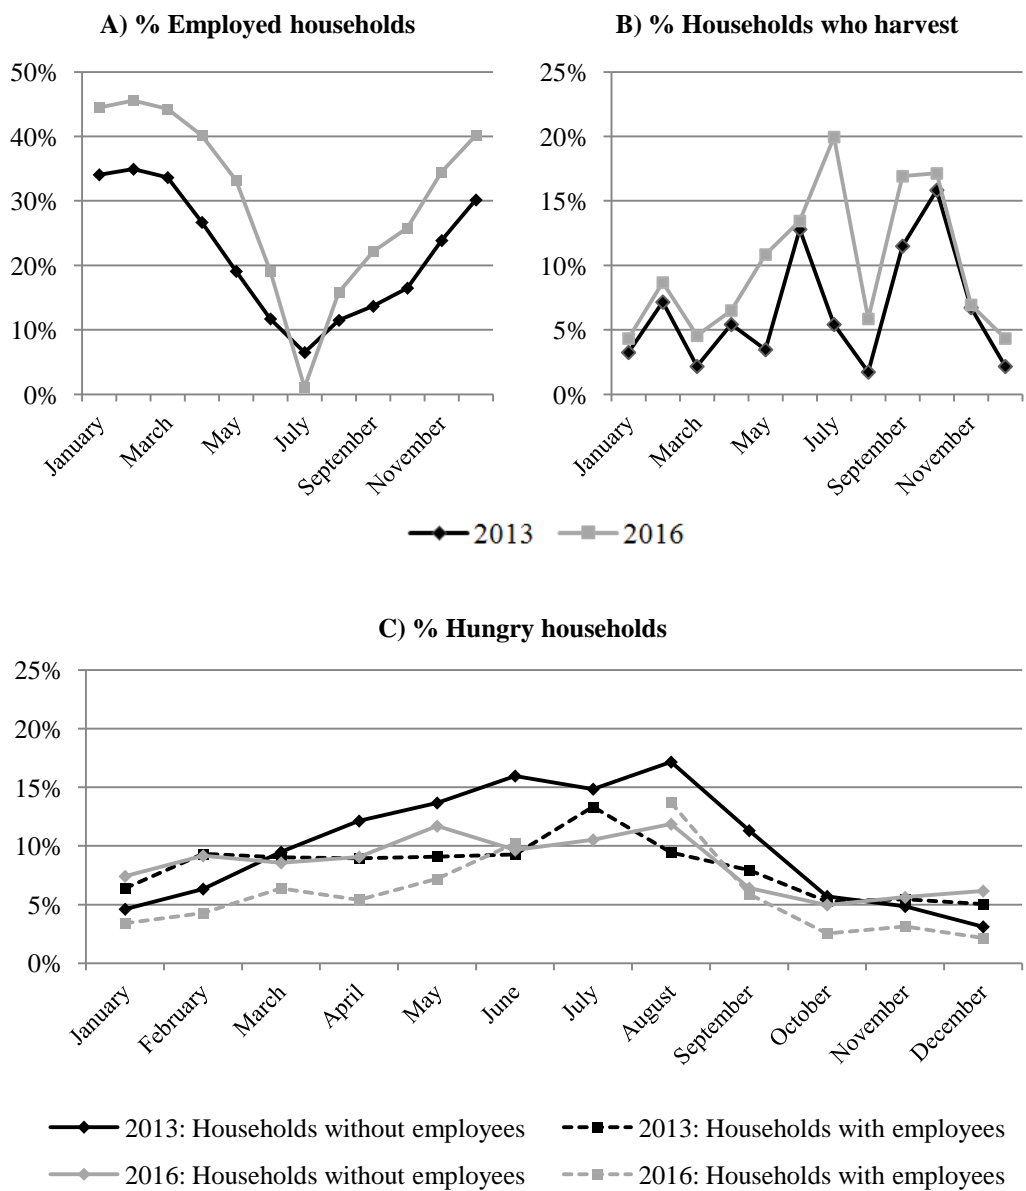 A) % Employed households
50%
40%
30%
20%
10%
0%
January
March
May
July
September
November
B) % Households who harvest
25%
20%
15%
10%
5%
0%
January
March
May
July
September
November
2013
2016
C) % Hungry households
25%
20%
15%
10%
5%
0%
January
February
March
April
May
June
July
August
September
October
November
December
2013: Households without employees
2013: Households with employees
2016: Households without employees
2016: Households with employees